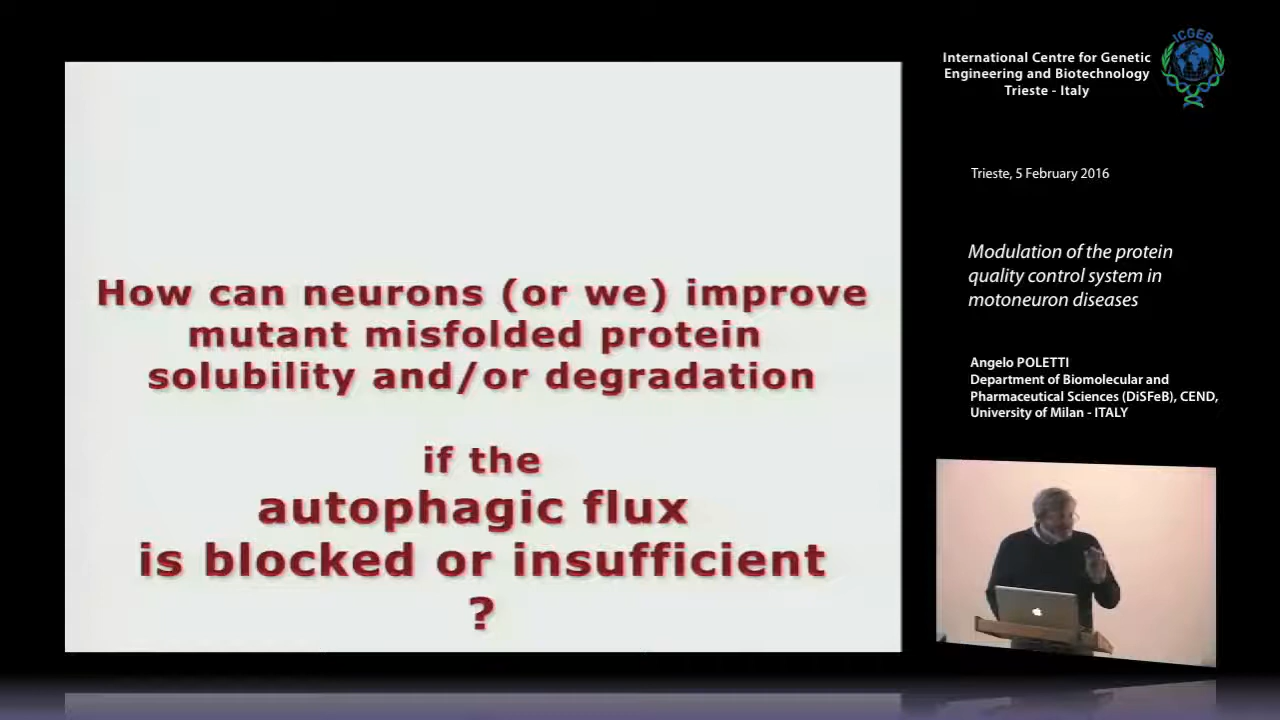 How can neurons (or we) improve
mutant misfolded protein
solubility and/or degradation
if the
autophagic flux
is blocked or insufficient
?
International Centre for Genetic
Engineering and Biotechnology
Trieste - Italy
ICGEB
Trieste, 5 February 2016
Modulation of the protein
quality control system in
motoneuron diseases
Angelo POLETTI
Department of Biomolecular and
Pharmaceutical Sciences (DiSFeB), CEND,
University of Milan - ITALY